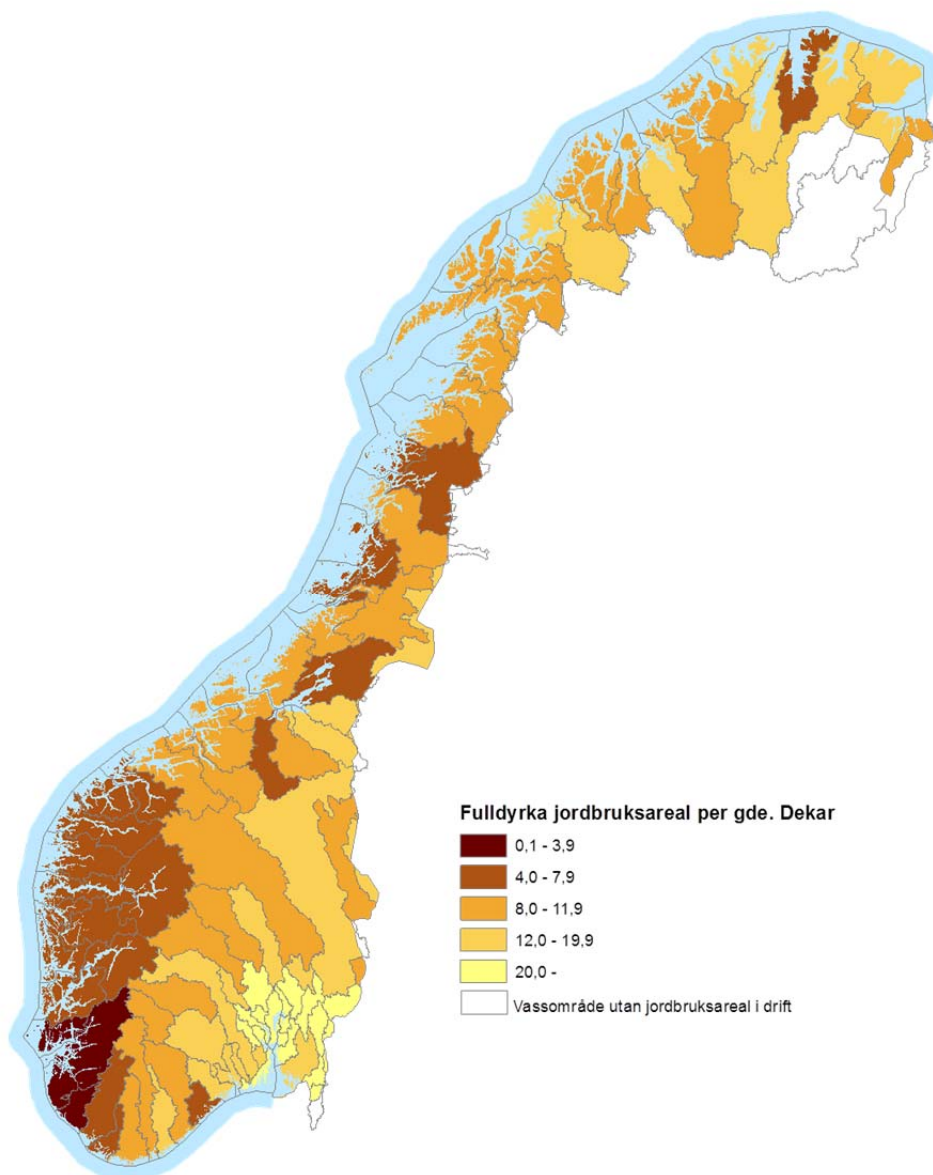 Fulldyrka jordbruksareal per gde. Dekar
0,1 - 3,9
4,0 - 7,9
8,0 - 11,9
12,0 - 19,9
20,0 -
Vassområde utan jordbruksareal i drift